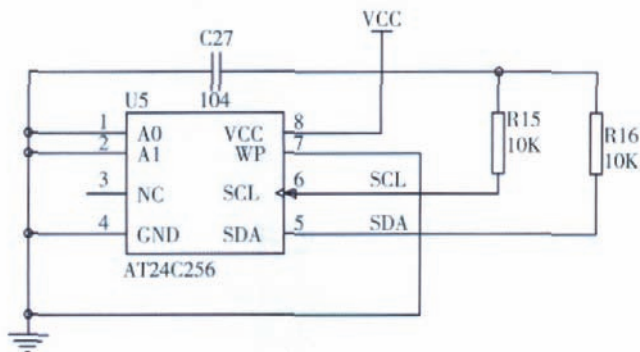 VCC
C27
104
U5
1 A0 VCC 8
2 A1 WP 7
3 NC SCL 6 SCL
4 GND SDA 5 SDA
AT24C256
R15
10K
R16
10K